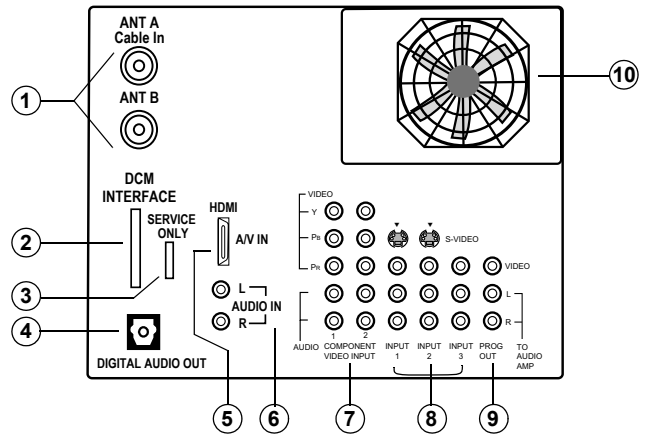 ANT A
Cable In
1
ANT B
10
DCM
INTERFACE
SERVICE
ONLY
HDMI
A/V IN
2
3
4
VIDEO
Y
PB
PR
S-VIDEO
VIDEO
L
AUDIO IN
R
L
R
DIGITAL AUDIO OUT
AUDIO
1
2
COMPONENT
VIDEO INPUT
INPUT
1
INPUT
2
INPUT
3
PROG
OUT
TO
AUDIO
AMP
5
6
7
8
9